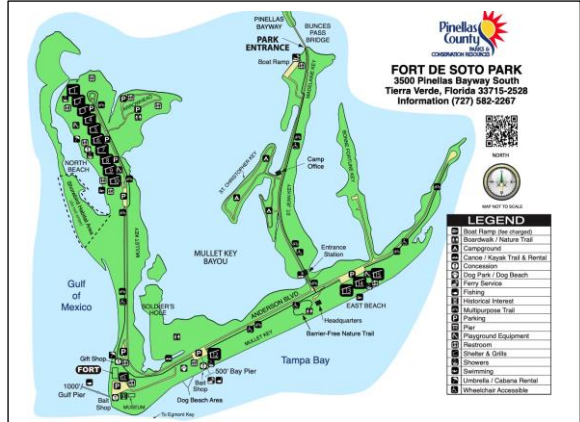 PINELLAS
BAYWAY
BUNCES
PASS
BRIDGE
PARK
ENTRANCE
Boat Ramp
MADELAINE KEY
Pinellas
County
PARKS &
CONSERVATION RESOURCES
FORT DE SOTO PARK
3500 Pinellas Bayway South
Tierra Verde, Florida 33715-2528
Information (727) 582-2267
NORTH
MAP NOT TO SCALE
ARROWHEAD
NORTH
BEACH
MULLET KEY
ST. CHRISTOPHER KEY
Camp
Office
ST. JEAN KEY
BONNE FORTUNE KEY
MULLET KEY
BAYOU
Entrance
Station
Gulf
of
Mexico
SOLDIER'S
HOLE
ANDERSON BLVD.
MULLET KEY
EAST BEACH
Headquarters
Barrier-Free Nature Trail
Tampa Bay
Gift Shop
FORT
1000'
Gulf Pier
Bait
Shop
MUSEUM
Bait
Shop
500' Bay Pier
Dog Beach Area
To Egmont Key
LEGEND
Boat Ramp (fee charged)
Boardwalk / Nature Trail
Campground
Canoe / Kayak Trail & Rental
Concession
Dog Park / Dog Beach
Ferry Service
Fishing
Historical Interest
Multipurpose Trail
Parking
Pier
Playground Equipment
Restroom
Shelter & Grills
Showers
Swimming
Umbrella / Cabana Rental
Wheelchair Accessible